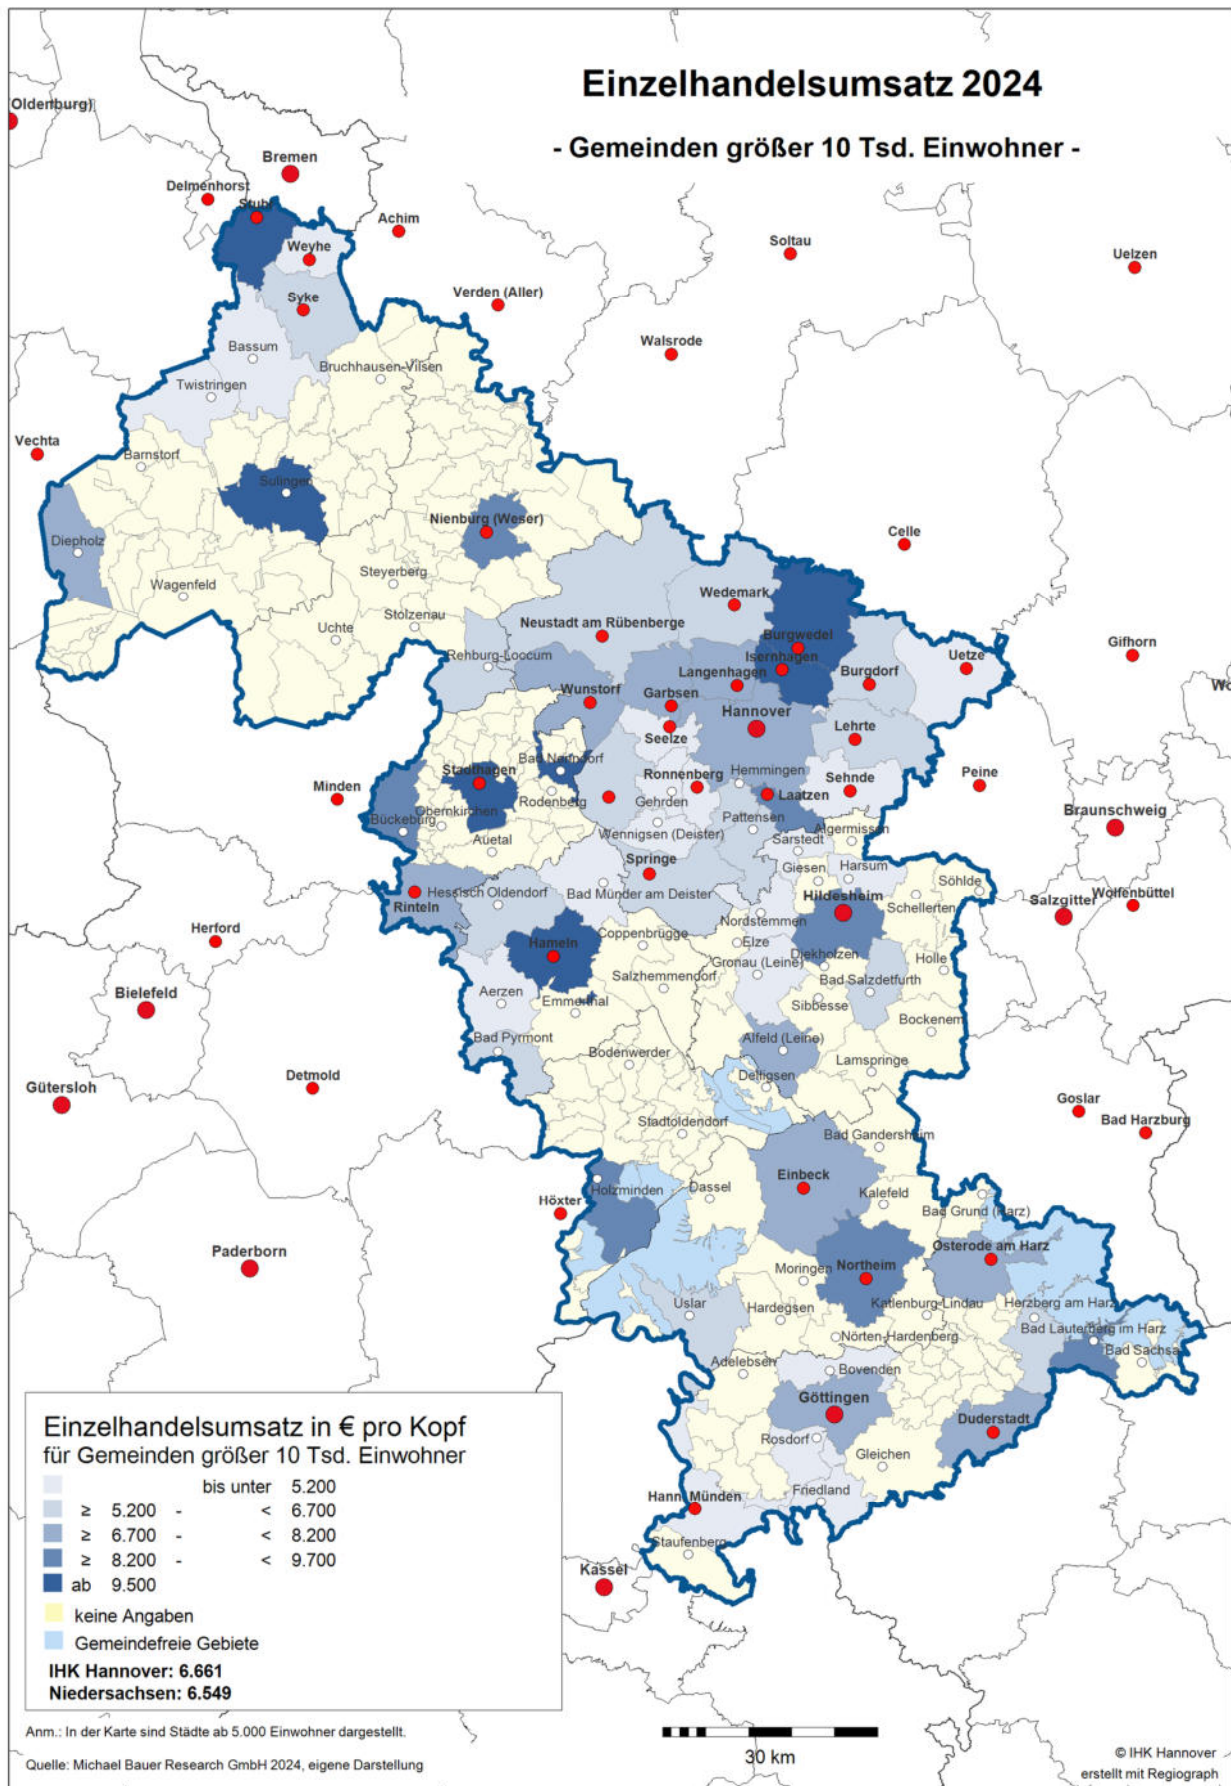 Einzelhandelsumsatz 2024
- Gemeinden größer 10 Tsd. Einwohner -
Oldenburg)
Bremen
Delmenhorst
Stuhr
Achim
Weyhe
Soltau
Uelzen
Syke
Verden (Aller)
Walsrode
Bassum
Bruchhausen-Vilsen
Twistringen
Vechta
Barnstorf
Sulingen
Nienburg (Weser)
Celle
Diepholz
Steyerberg
Wagenfeld
Wedemark
Stolzenau
Neustadt am Rübenberge
Uchte
Burgwedel
Gifhorn
Rehburg-Loccum
Isernhagen
Uetze
Langenhagen
Burgdorf
Wunstorf
Garbsen
Hannover
Lehrte
Seelze
Bad Nenndorf
Stadthagen
Ronnenberg
Hemmingen
Sehnde
Peine
Minden
Rodenberg
Gehrden
Laatzen
Obernkirchen
Bückeburg
Pattensen
Braunschweig
Wennigsen (Deister)
Algermissen
Auetal
Sarstedt
Springe
Giesen
Harsum
Söhlde
Hessisch Oldendorf
Bad Münder am Deister
Hildesheim
Wolfenbüttel
Rinteln
Salzgitter
Schellerten
Nordstemmen
Herford
Coppenbrügge
Hameln
Elze
Diekholzen
Holle
Gronau (Leine)
Salzhemmendorf
Bad Salzdetfurth
Bielefeld
Aerzen
Emmerthal
Sibbesse
Bockenem
Bad Pyrmont
Alfeld (Leine)
Bodenwerder
Lamspringe
Detmold
Delligsen
Gütersloh
Goslar
Bad Harzburg
Stadtoldendorf
Bad Gandersheim
Einbeck
Holzminden
Dassel
Kalefeld
Höxter
Bad Grund (Harz)
Paderborn
Osterode am Harz
Moringen
Northeim
Uslar
Hardegsen
Katlenburg-Lindau
Herzberg am Harz
Nörten-Hardenberg
Bad Lauterberg im Harz
Bad Sachsa
Adelebsen
Bovenden
Göttingen
Duderstadt
Rosdorf
Gleichen
Hann. Münden
Friedland
Staufenberg
Kassel
Einzelhandelsumsatz in € pro Kopf
für Gemeinden größer 10 Tsd. Einwohner
bis unter 5.200
≥ 5.200 - < 6.700
≥ 6.700 - < 8.200
≥ 8.200 - < 9.700
ab 9.500
keine Angaben
Gemeindefreie Gebiete
IHK Hannover: 6.661
Niedersachsen: 6.549
Anm.: In der Karte sind Städte ab 5.000 Einwohner dargestellt.
Quelle: Michael Bauer Research GmbH 2024, eigene Darstellung
30 km
© IHK Hannover
erstellt mit Regiograph